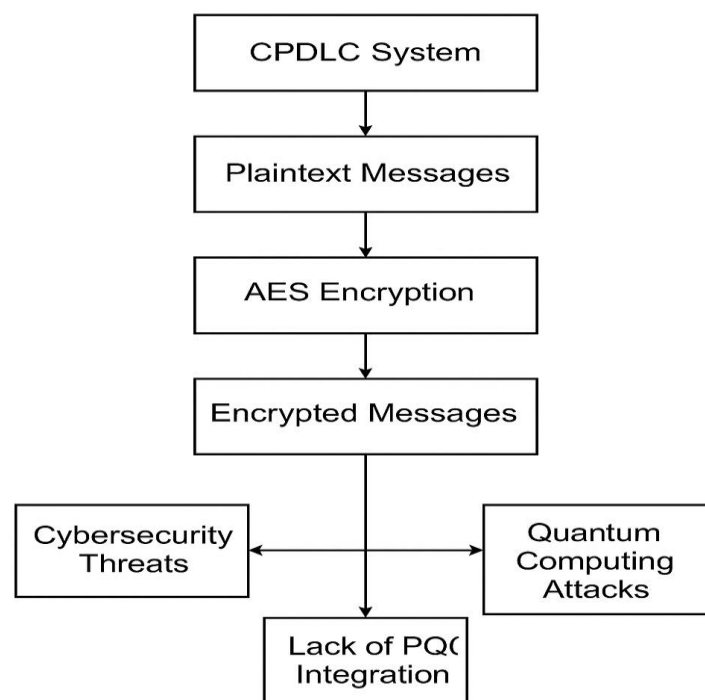 CPDLC System
Plaintext Messages
AES Encryption
Encrypted Messages
Cybersecurity
Threats
Quantum
Computing
Attacks
Lack of
Integration